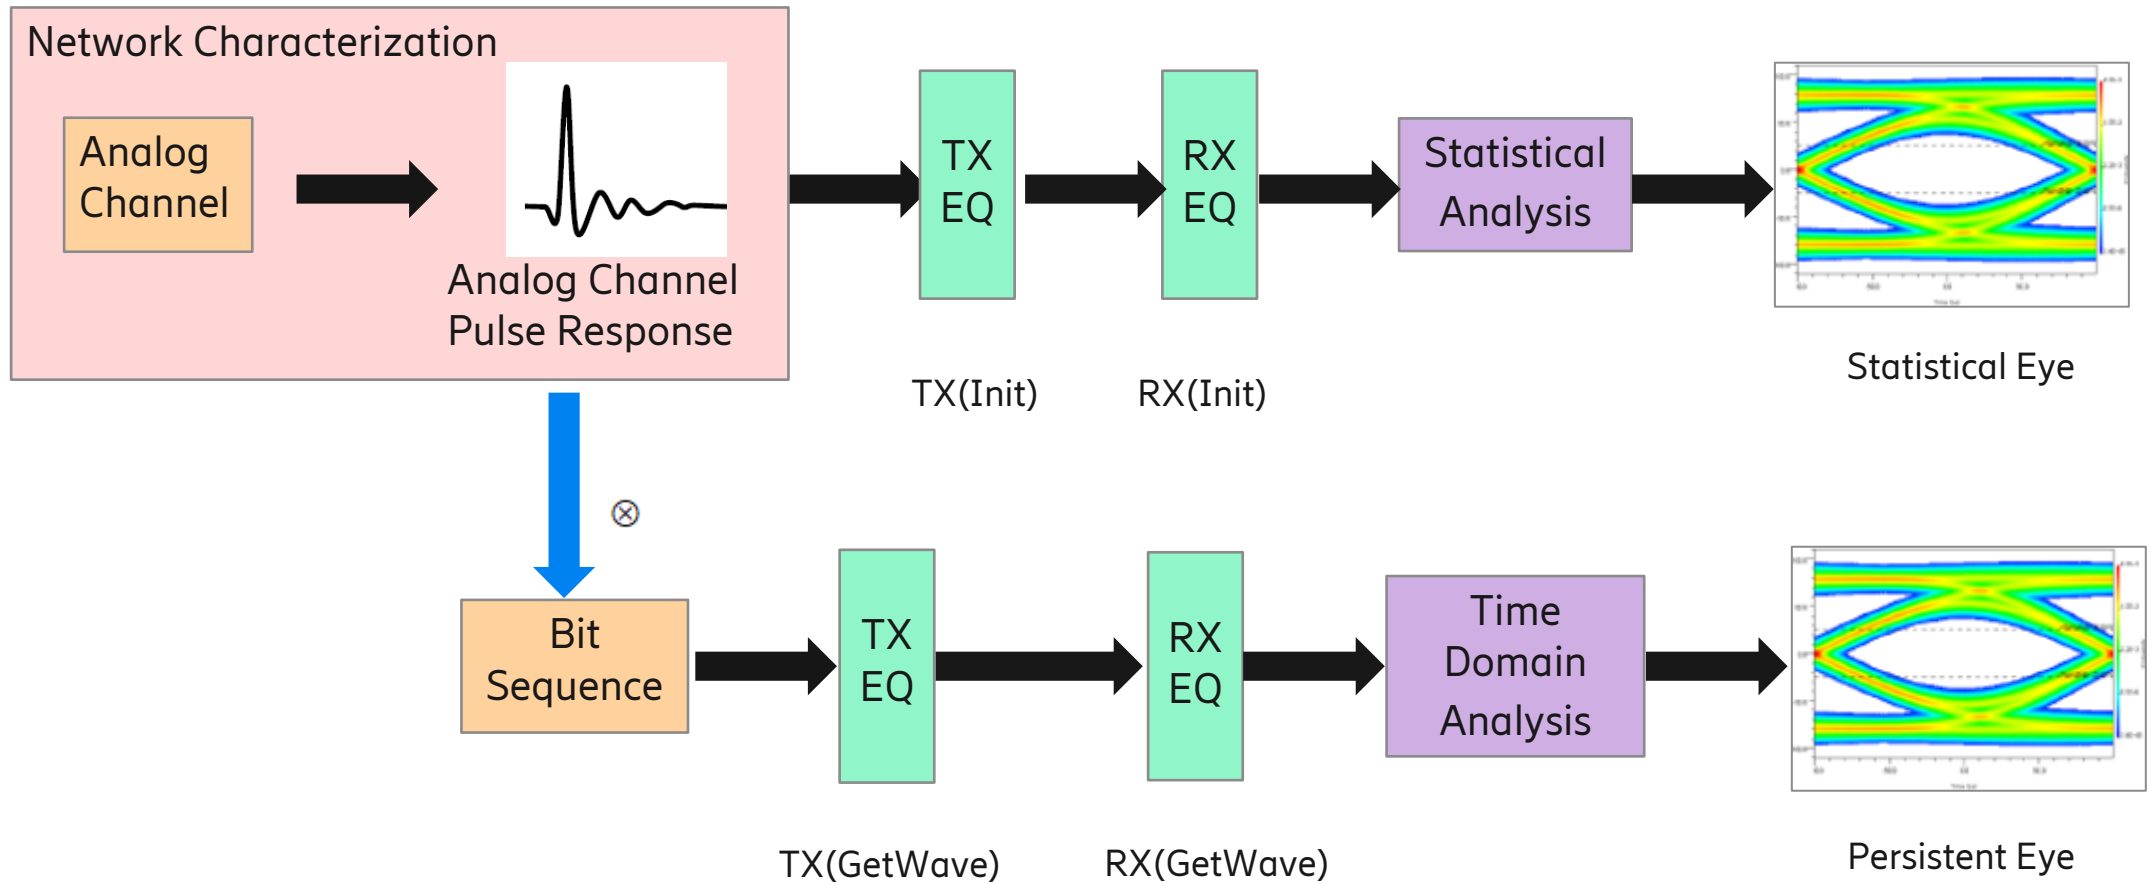 Network Characterization
Analog
Channel
Analog Channel
Pulse Response
TX
EQ
RX
EQ
Statistical
Analysis
TX(Init)
RX(Init)
Statistical Eye
⊗
Bit
Sequence
TX
EQ
RX
EQ
Time
Domain
Analysis
TX(GetWave)
RX(GetWave)
Persistent Eye